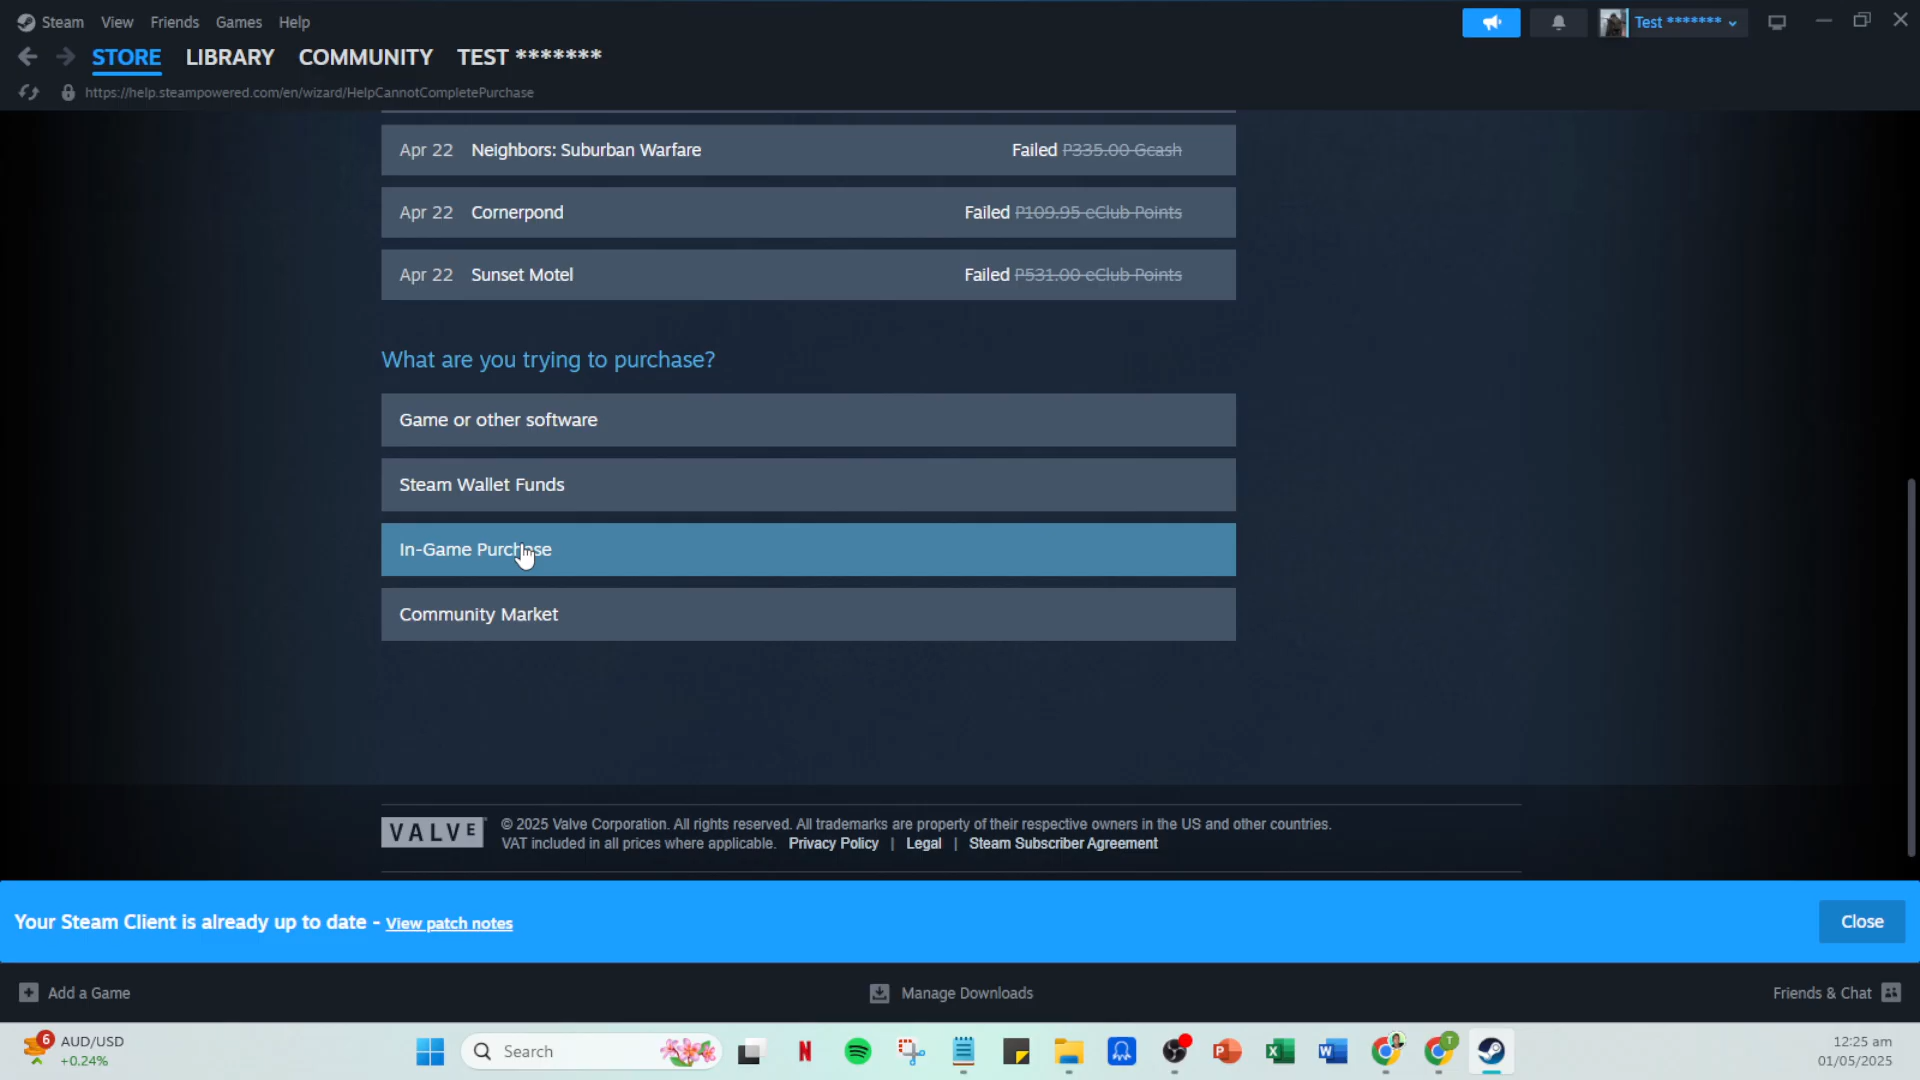 Steam View Friends Games Help
Test *******
STORE LIBRARY COMMUNITY TEST *******
https://help.steampowered.com/en/wizard/HelpCannotCompletePurchase
Apr 22 Neighbors: Suburban Warfare Failed P335.00 Gcash
Apr 22 Cornerpond Failed P109.95 eClub Points
Apr 22 Sunset Motel Failed P531.00 eClub Points
What are you trying to purchase?
Game or other software
Steam Wallet Funds
In-Game Purchase
Community Market
VALVE
© 2025 Valve Corporation. All rights reserved. All trademarks are property of their respective owners in the US and other countries.
VAT included in all prices where applicable. Privacy Policy | Legal | Steam Subscriber Agreement
Your Steam Client is already up to date - View patch notes
Close
Add a Game
Manage Downloads
Friends & Chat
6
AUD/USD
+0.24%
Search
T
12:25 am
01/05/2025